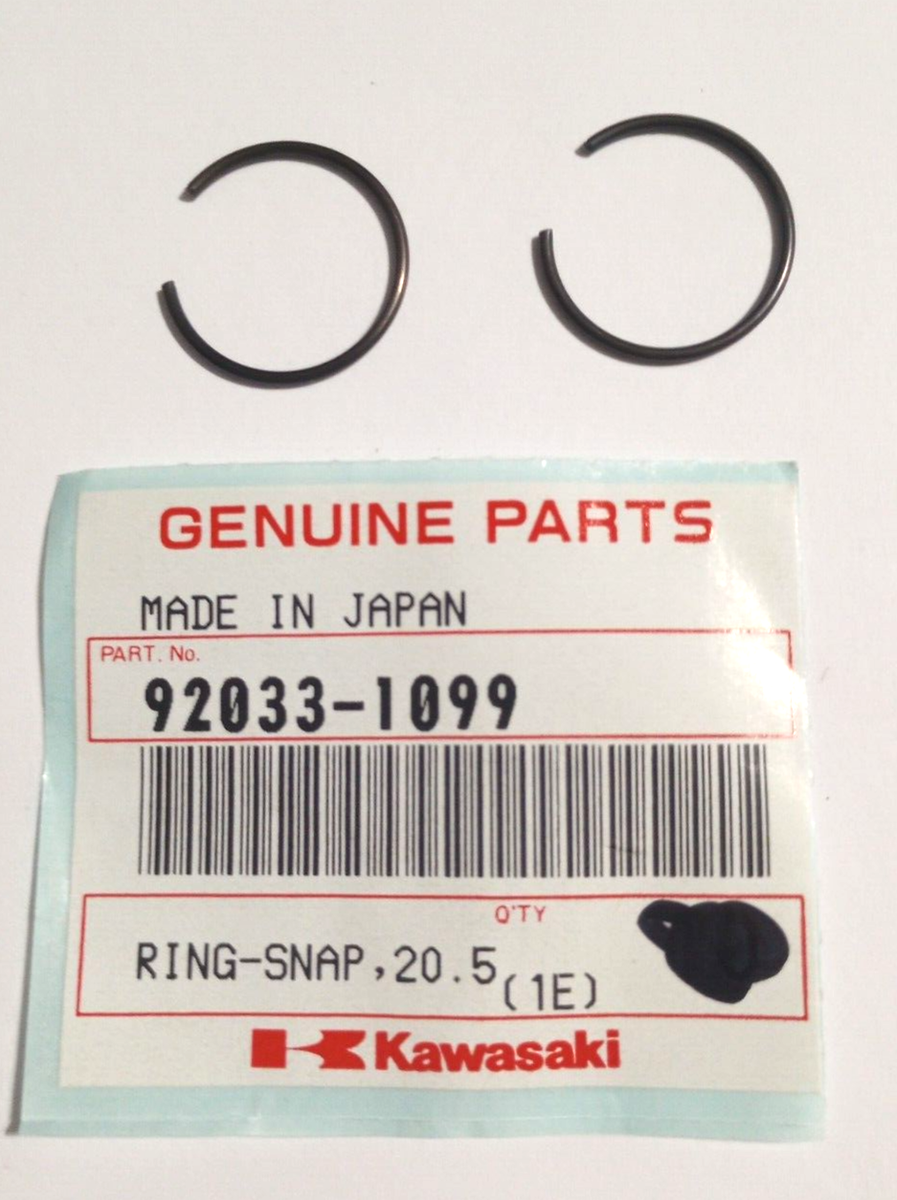 GENUINE PARTS
MADE IN JAPAN
PART. No.
92033-1099
Q'TY
RING-SNAP,20.5
(1E)
Kawasaki